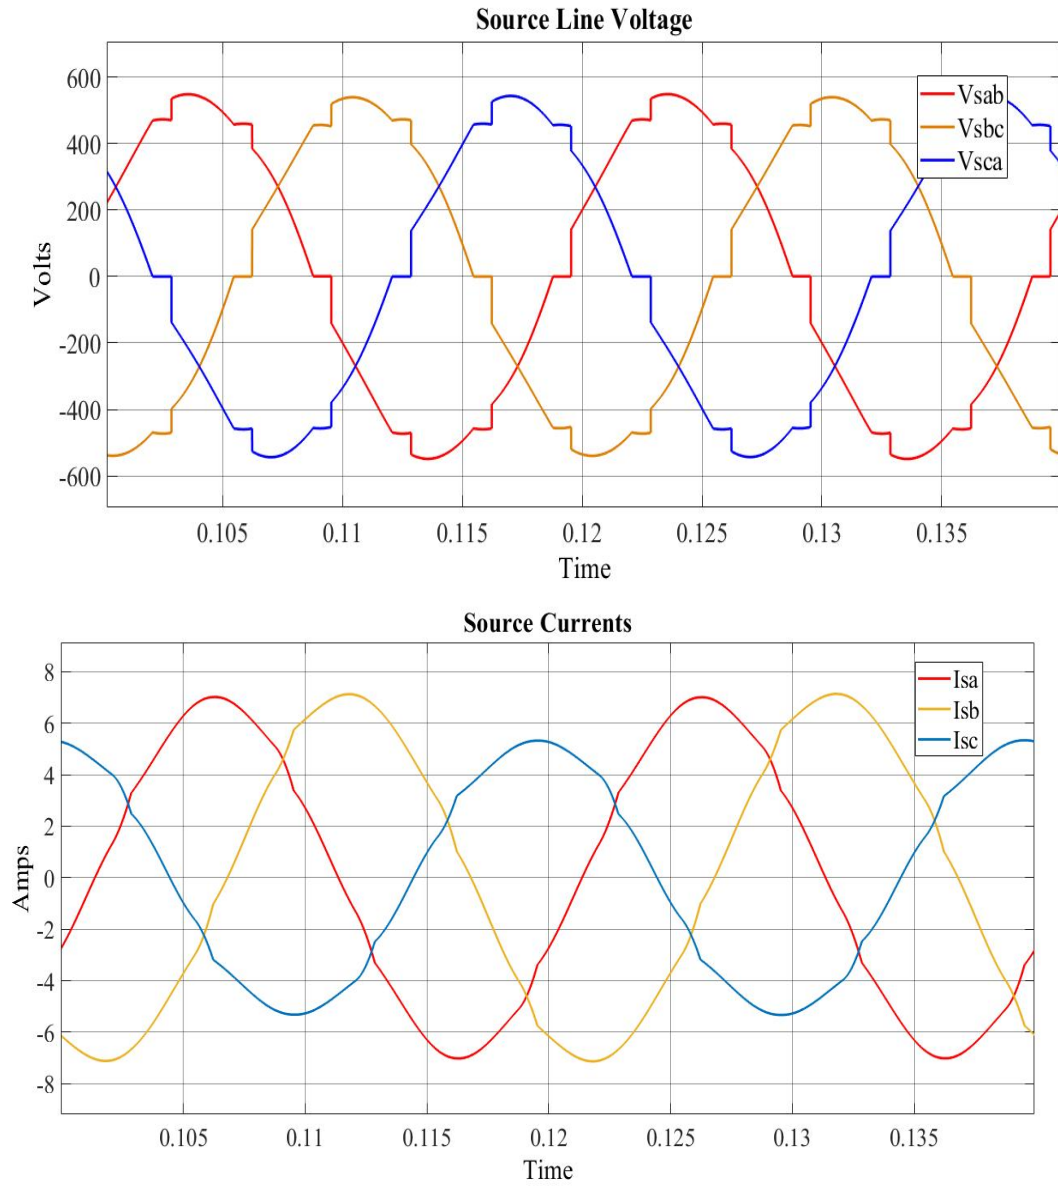 Source Line Voltage
600
400
200
0
-200
-400
-600
Volts
Vsab
Vsbc
Vsca
0.105 0.11 0.115 0.12 0.125 0.13 0.135
Time
Source Currents
8
6
4
2
0
-2
-4
-6
-8
Amps
Isa
Isb
Isc
0.105 0.11 0.115 0.12 0.125 0.13 0.135
Time